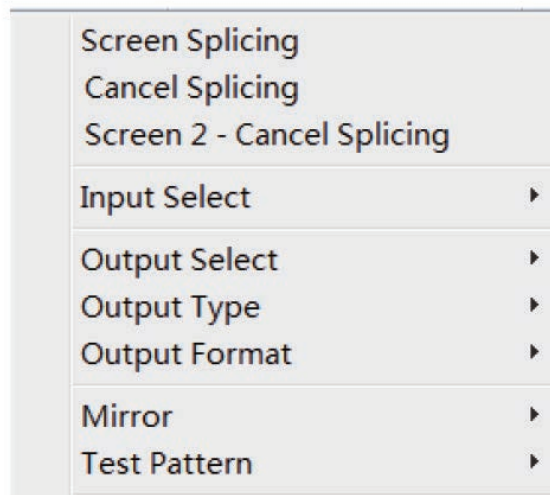 Screen Splicing
Cancel Splicing
Screen 2 - Cancel Splicing
Input Select
Output Select
Output Type
Output Format
Mirror
Test Pattern